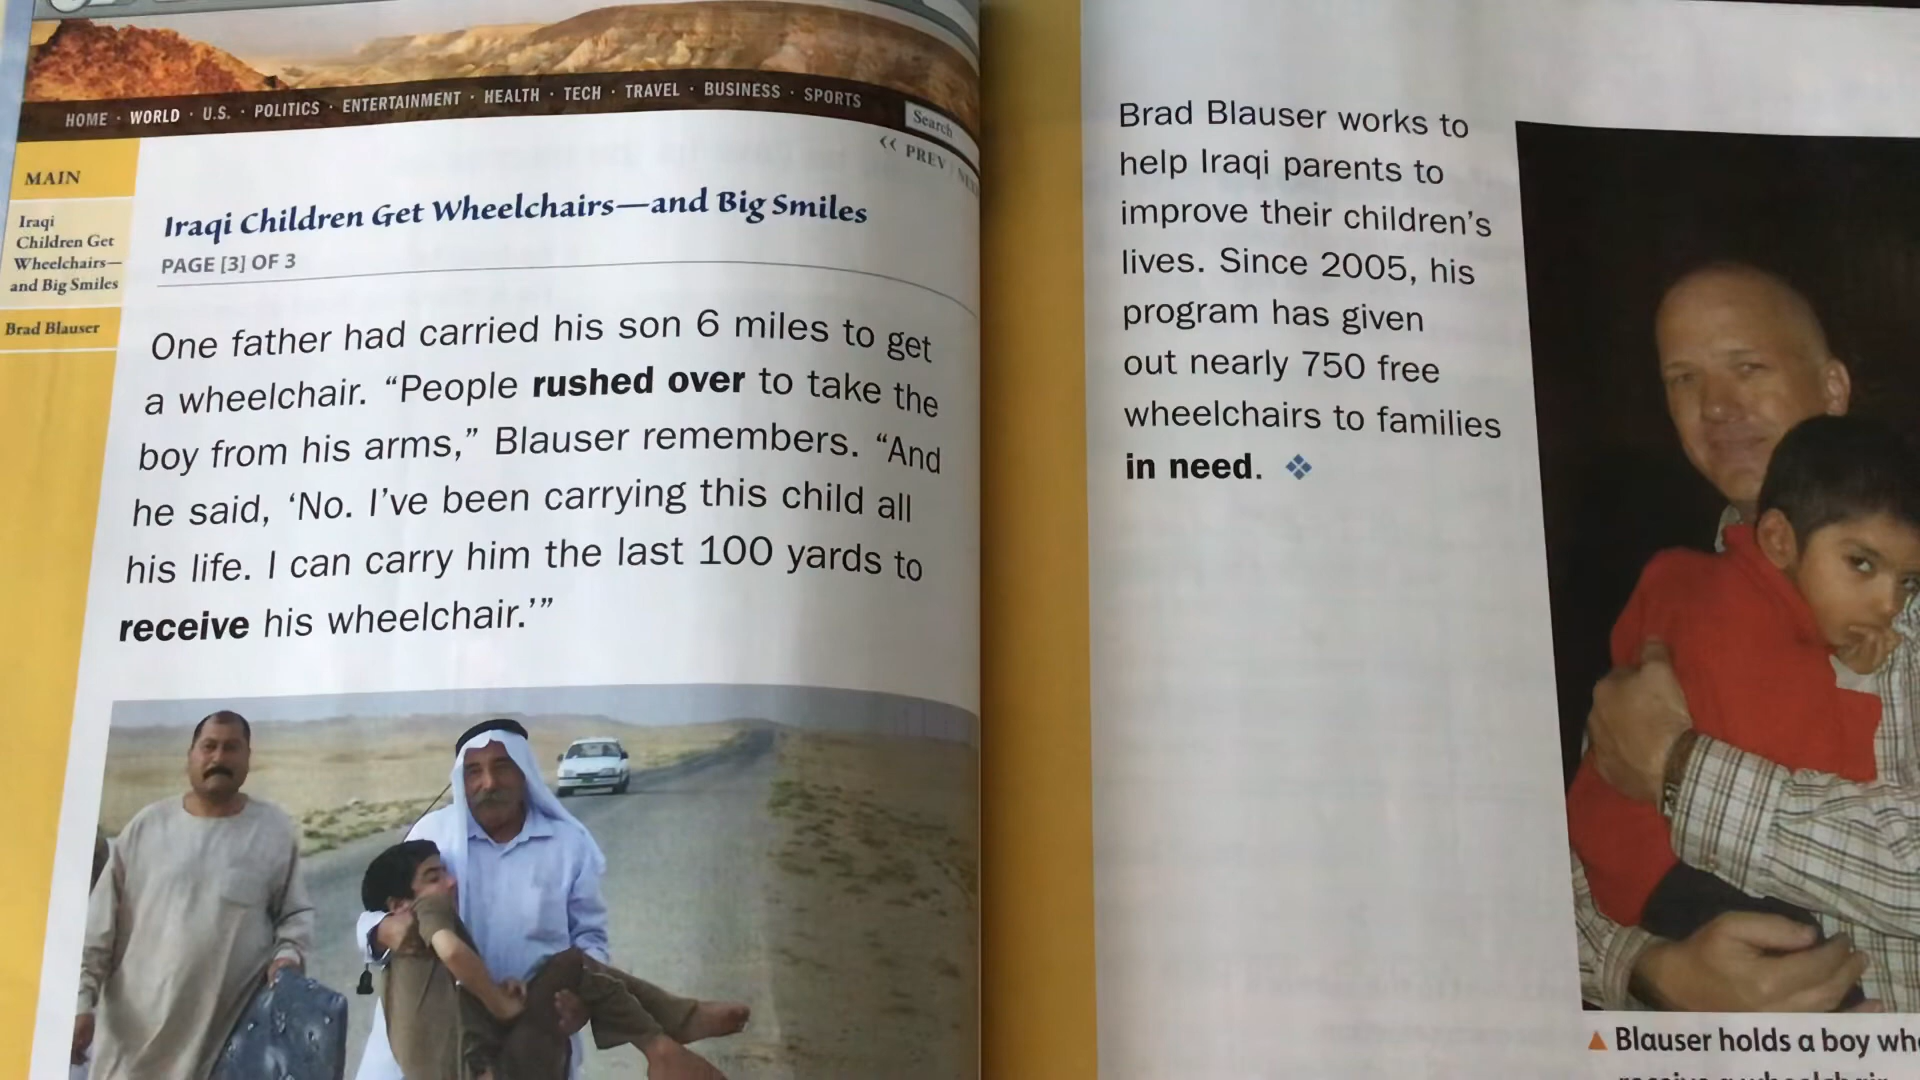 HOME · WORLD · U.S. · POLITICS · ENTERTAINMENT · HEALTH · TECH · TRAVEL · BUSINESS · SPORTS
Search
<< PREV
MAIN
Iraqi
Children Get
Wheelchairs—
and Big Smiles
Brad Blauser
Iraqi Children Get Wheelchairs—and Big Smiles
PAGE [3] OF 3
One father had carried his son 6 miles to get
a wheelchair. “People rushed over to take the
boy from his arms,” Blauser remembers. “And
he said, ‘No. I’ve been carrying this child all
his life. I can carry him the last 100 yards to
receive his wheelchair.’”
Brad Blauser works to
help Iraqi parents to
improve their children’s
lives. Since 2005, his
program has given
out nearly 750 free
wheelchairs to families
in need. ❖
▲ Blauser holds a boy